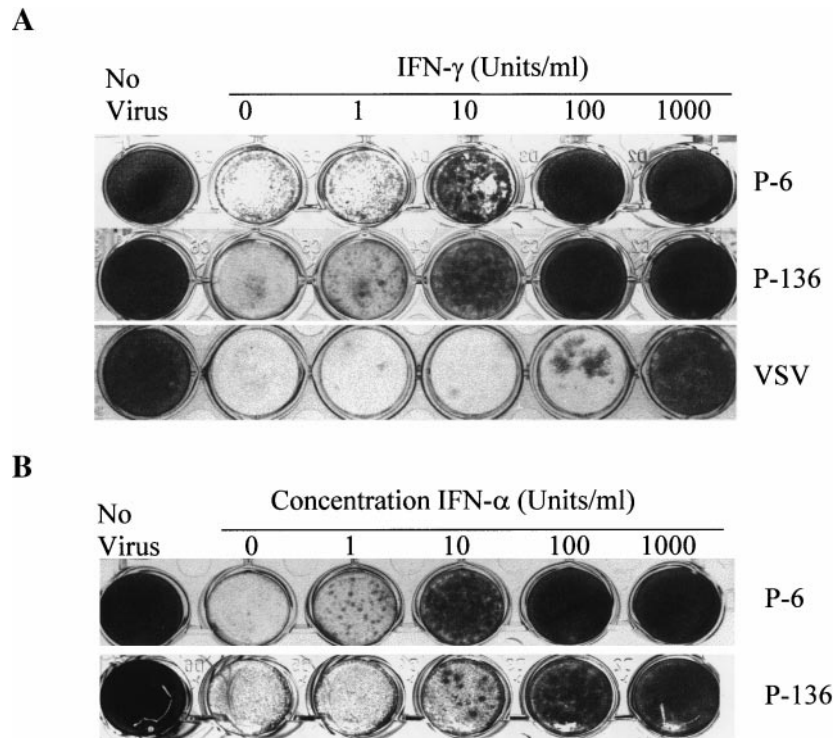 A
No
Virus
IFN-γ (Units/ml)
0 1 10 100 1000
P-6
P-136
VSV
B
No
Virus
Concentration IFN-α (Units/ml)
0 1 10 100 1000
P-6
P-136